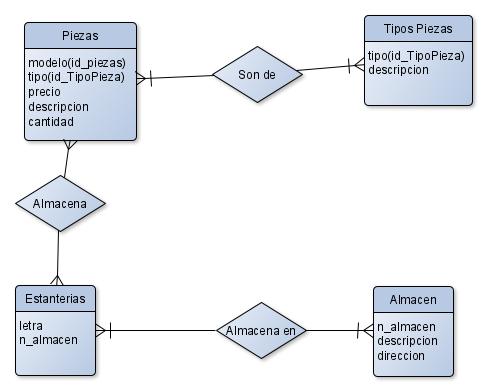 Piezas
modelo(id_piezas)
tipo(id_TipoPieza)
precio
descripcion
cantidad
Son de
Tipos Piezas
tipo(id_TipoPieza)
descripcion
Almacena
Estanterias
letra
n_almacen
Almacena en
Almacen
n_almacen
descripcion
direccion